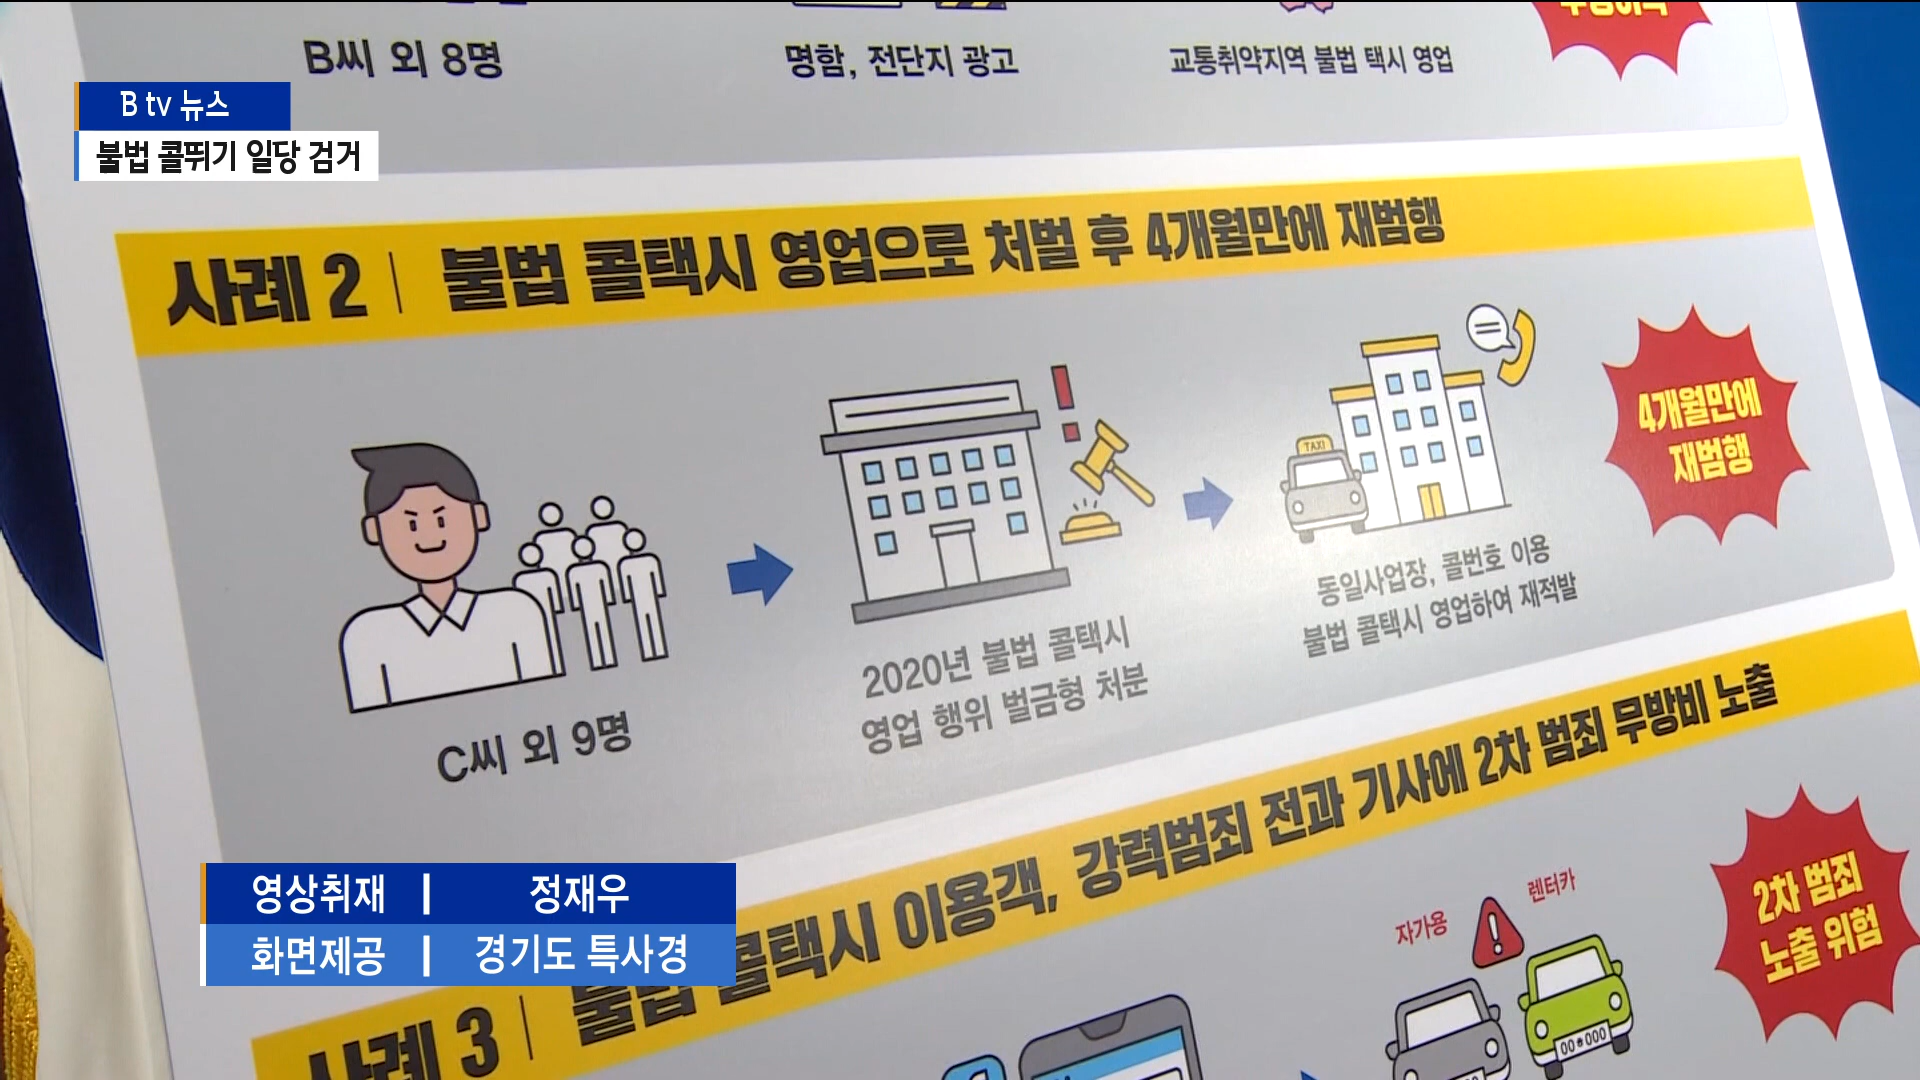 부당이득
B씨 외 8명
명함, 전단지 광고
교통취약지역 불법 택시 영업
B tv 뉴스
불법 콜뛰기 일당 검거
사례 2 | 불법 콜택시 영업으로 처벌 후 4개월만에 재범행
TAXI
4개월만에
재범행
C씨 외 9명
2020년 불법 콜택시
영업 행위 벌금형 처분
동일사업장, 콜번호 이용
불법 콜택시 영업하여 재적발
사례 3 | 불법 콜택시 이용객, 강력범죄 전과 기사에 2차 범죄 무방비 노출
자가용
렌터카
2차 범죄
노출 위험
영상취재 | 정재우
화면제공 | 경기도 특사경